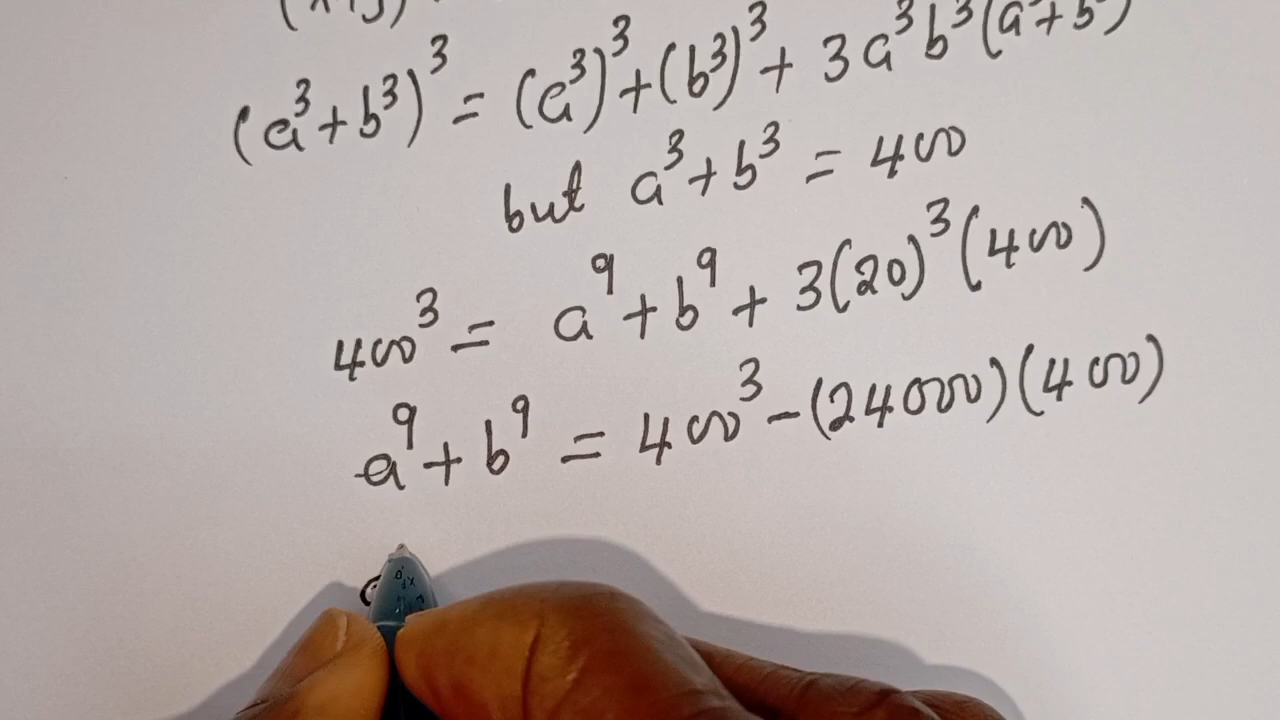 (x+y)
(a³+b³)³ = (a³)³+(b³)³+ 3a³b³(a³+b³)
but a³+b³ = 400
400³ = a⁹+b⁹+ 3(20)³(400)
a⁹+b⁹ = 400³-(24000)(400)